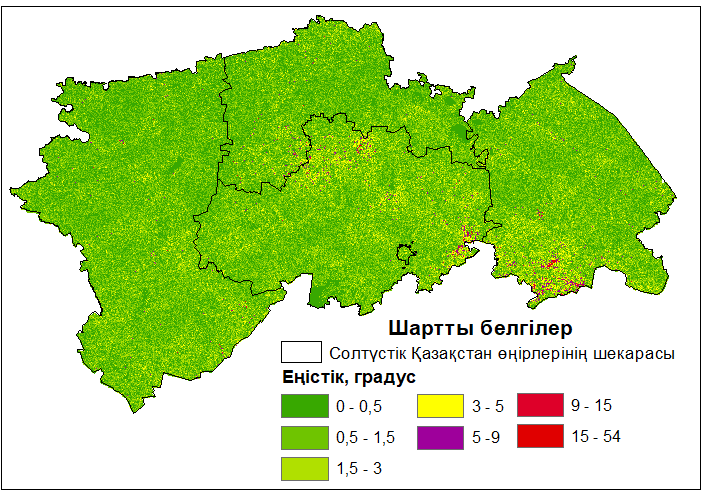 Шартты белгілер
Солтүстік Қазақстан өңірлерінің шекарасы
Еңістік, градус
0 - 0,5
0,5 - 1,5
1,5 - 3
3 - 5
5 -9
9 - 15
15 - 54